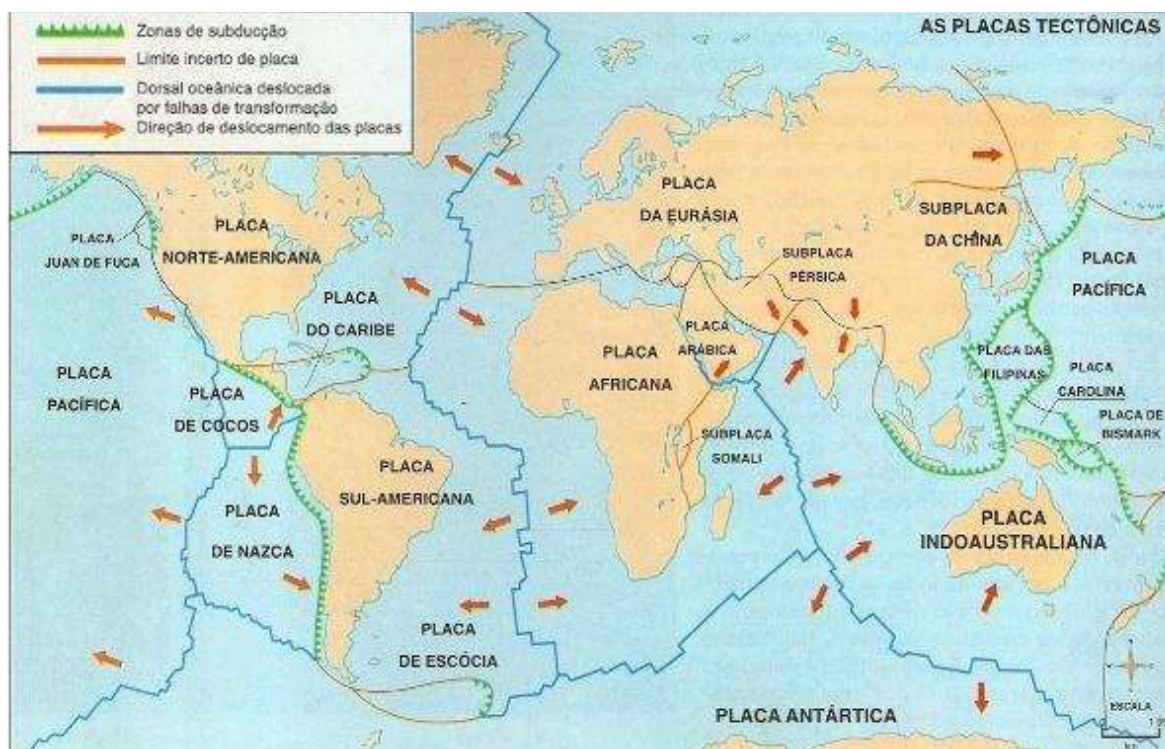 AS PLACAS TECTÔNICAS
Zonas de subducção
Limite incerto de placa
Dorsal oceânica deslocada
por falhas de transformação
Direção de deslocamento das placas
PLACA
JUAN DE FUCA
PLACA
NORTE-AMERICANA
PLACA
DA EURÁSIA
SUBPLACA
DA CHINA
SUBPLACA
PÉRSICA
PLACA
DO CARIBE
PLACA
PACÍFICA
PLACA
PACÍFICA
PLACA
DE COCOS
PLACA
AFRICANA
PLACA
ARÁBICA
PLACA DAS
FILIPINAS
PLACA
CAROLINA
PLACA DE
BISMARK
SUBPLACA
SOMALI
PLACA
SUL-AMERICANA
PLACA
DE NAZCA
PLACA
INDOAUSTRALIANA
PLACA
DE ESCÓCIA
PLACA ANTÁRTICA
ESCALA